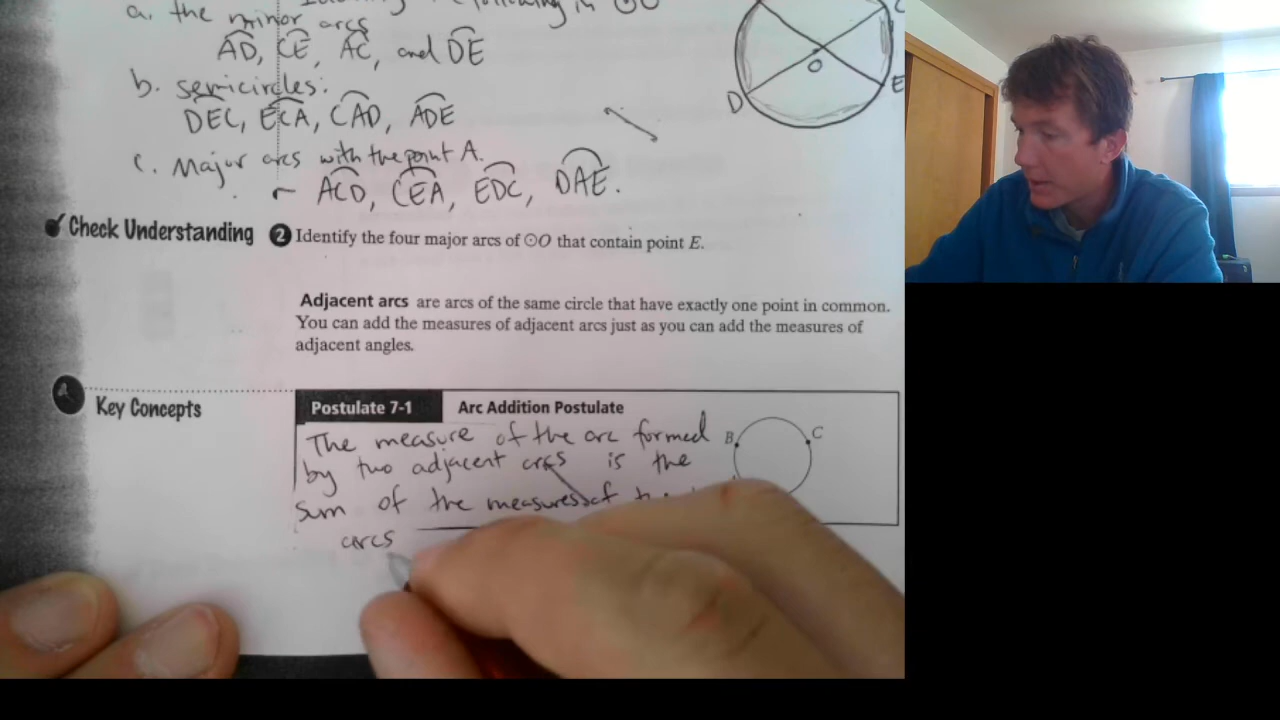 a. the minor arcs following in ⊙O
AD, CE, AC, and DE
b. semicircles:
DEC, ECA, CAD, ADE
c. Major arcs with the point A.
ACD, CEA, EDC, DAE.
O
D
E
C
Check Understanding 2 Identify the four major arcs of ⊙O that contain point E.
Adjacent arcs are arcs of the same circle that have exactly one point in common.
You can add the measures of adjacent arcs just as you can add the measures of
adjacent angles.
Key Concepts
Postulate 7-1 Arc Addition Postulate
The measure of the arc formed
by two adjacent arcs is the
sum of the measures of
arcs
B
C